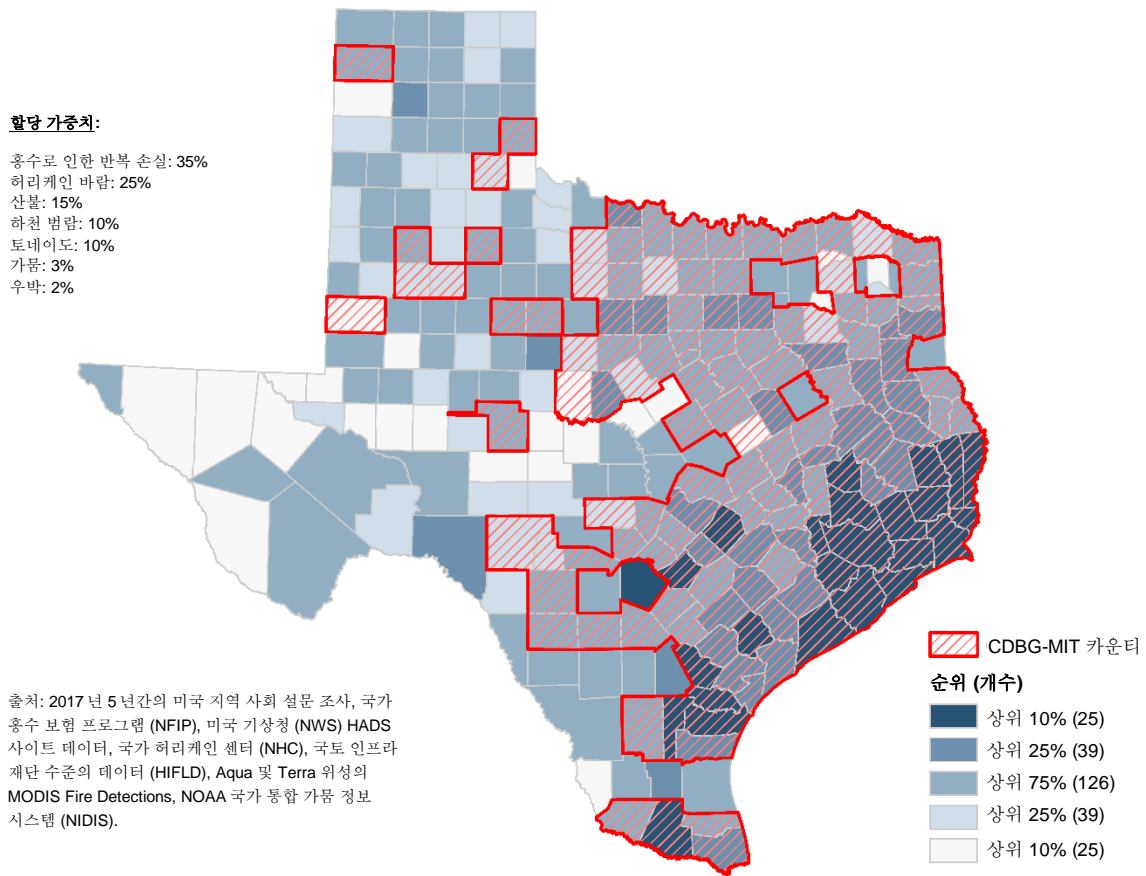 할당 가중치:
홍수로 인한 반복 손실: 35%
허리케인 바람: 25%
산불: 15%
하천 범람: 10%
토네이도: 10%
가뭄: 3%
우박: 2%
출처: 2017 년 5 년간의 미국 지역 사회 설문 조사, 국가
홍수 보험 프로그램 (NFIP), 미국 기상청 (NWS) HADS
사이트 데이터, 국가 허리케인 센터 (NHC), 국토 인프라
재단 수준의 데이터 (HIFLD), Aqua 및 Terra 위성의
MODIS Fire Detections, NOAA 국가 통합 가뭄 정보
시스템 (NIDIS).
CDBG-MIT 카운티
순위 (개수)
상위 10% (25)
상위 25% (39)
상위 75% (126)
상위 25% (39)
상위 10% (25)